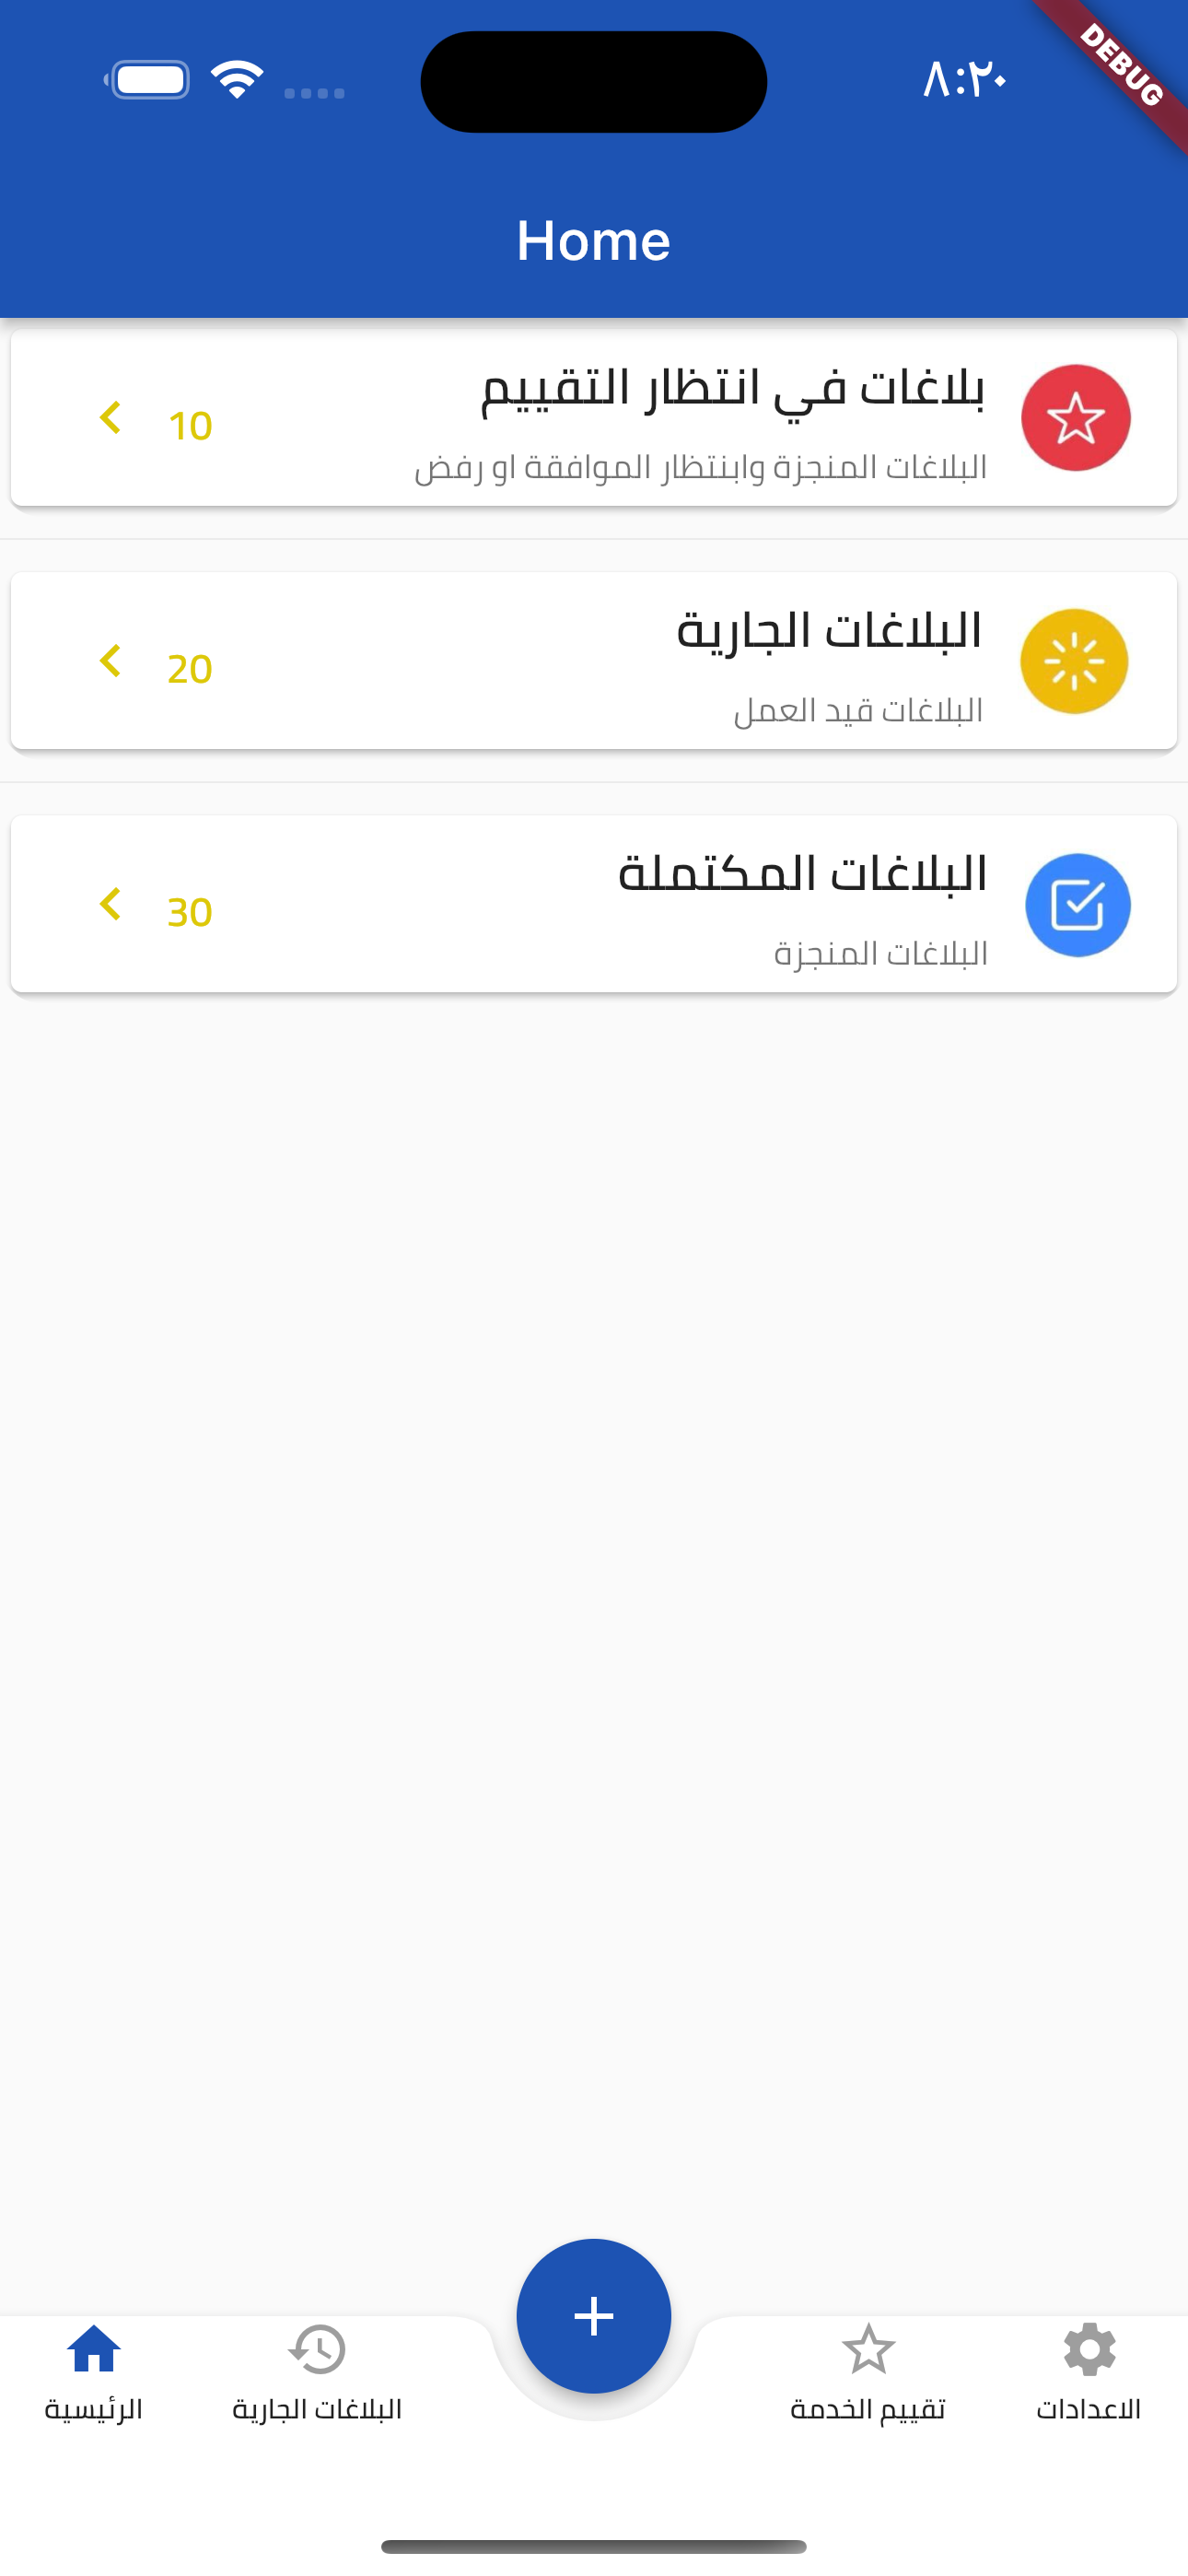 ٨:٢٠
DEBUG
Home
بلاغات في انتظار التقييم
البلاغات المنجزة وابنتظار الموافقة او رفض
10
البلاغات الجارية
البلاغات قيد العمل
20
البلاغات المكتملة
البلاغات المنجزة
30
الاعدادات
تقييم الخدمة
البلاغات الجارية
الرئيسية